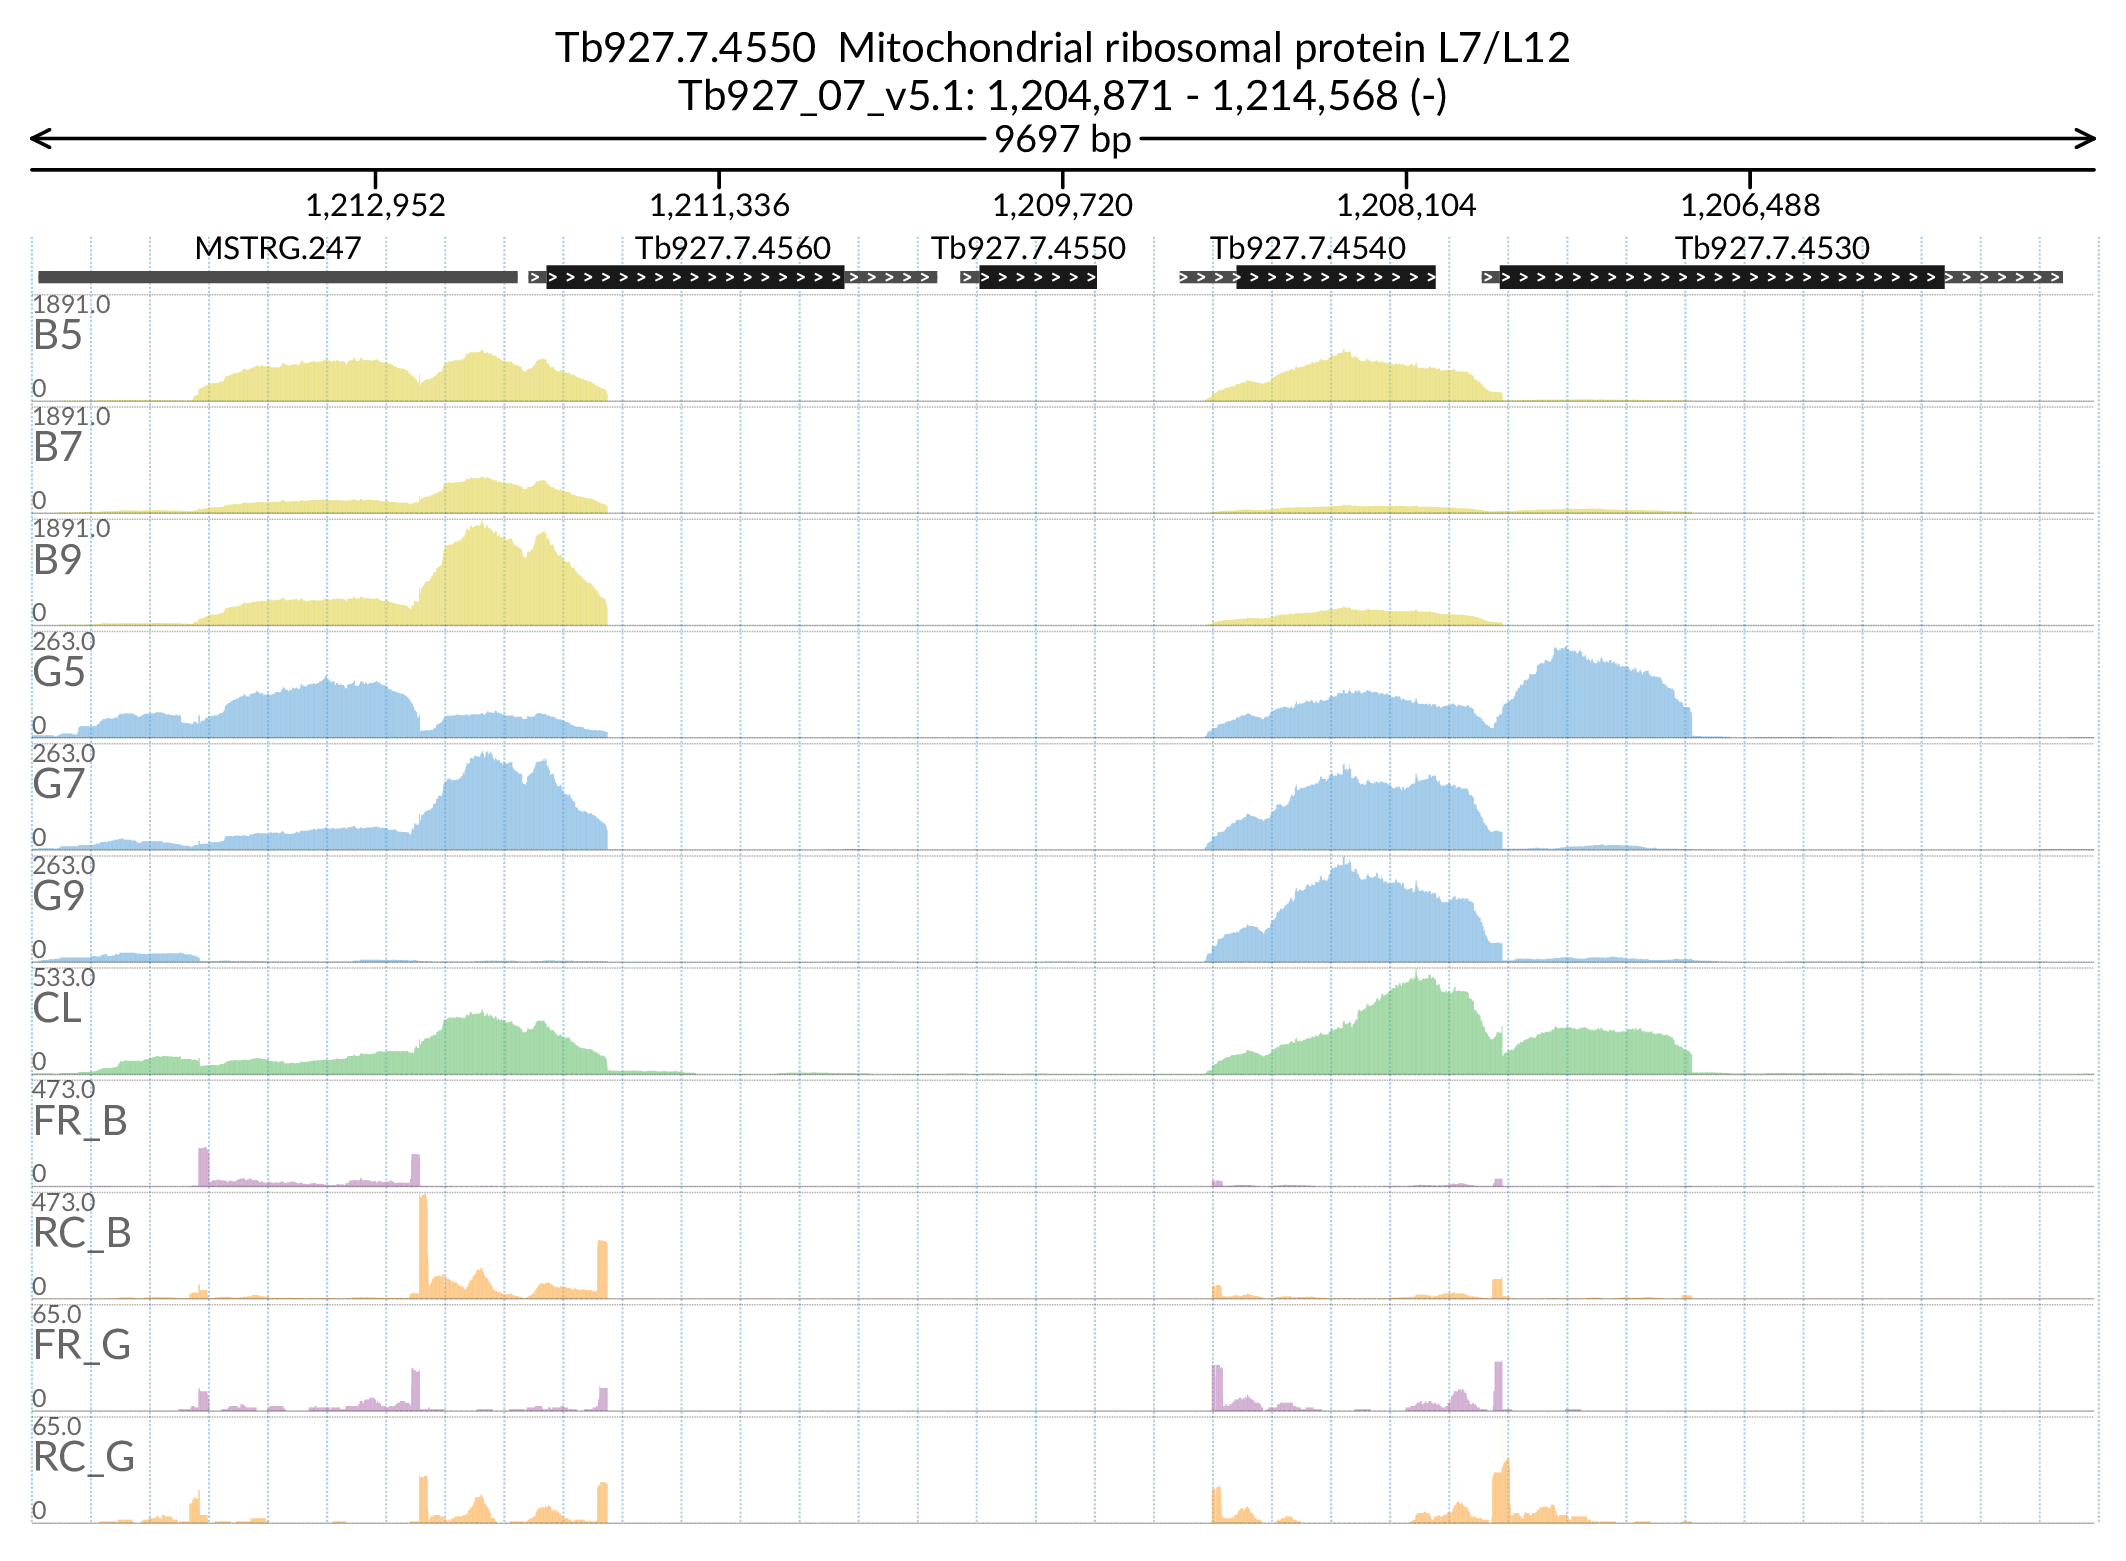 Tb927.7.4550  Mitochondrial ribosomal protein L7/L12
Tb927_07_v5.1: 1,204,871 - 1,214,568 (-)
9697 bp
1,212,952 1,211,336 1,209,720 1,208,104 1,206,488
MSTRG.247 Tb927.7.4560 Tb927.7.4550 Tb927.7.4540 Tb927.7.4530
1891.0
B5
0
1891.0
B7
0
1891.0
B9
0
263.0
G5
0
263.0
G7
0
263.0
G9
0
533.0
CL
0
473.0
FR_B
0
473.0
RC_B
0
65.0
FR_G
0
65.0
RC_G
0